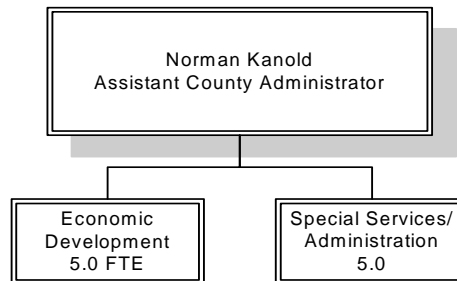 Norman Kanold
Assistant County Administrator
Economic
Development
5.0 FTE
Special Services/
Administration
5.0